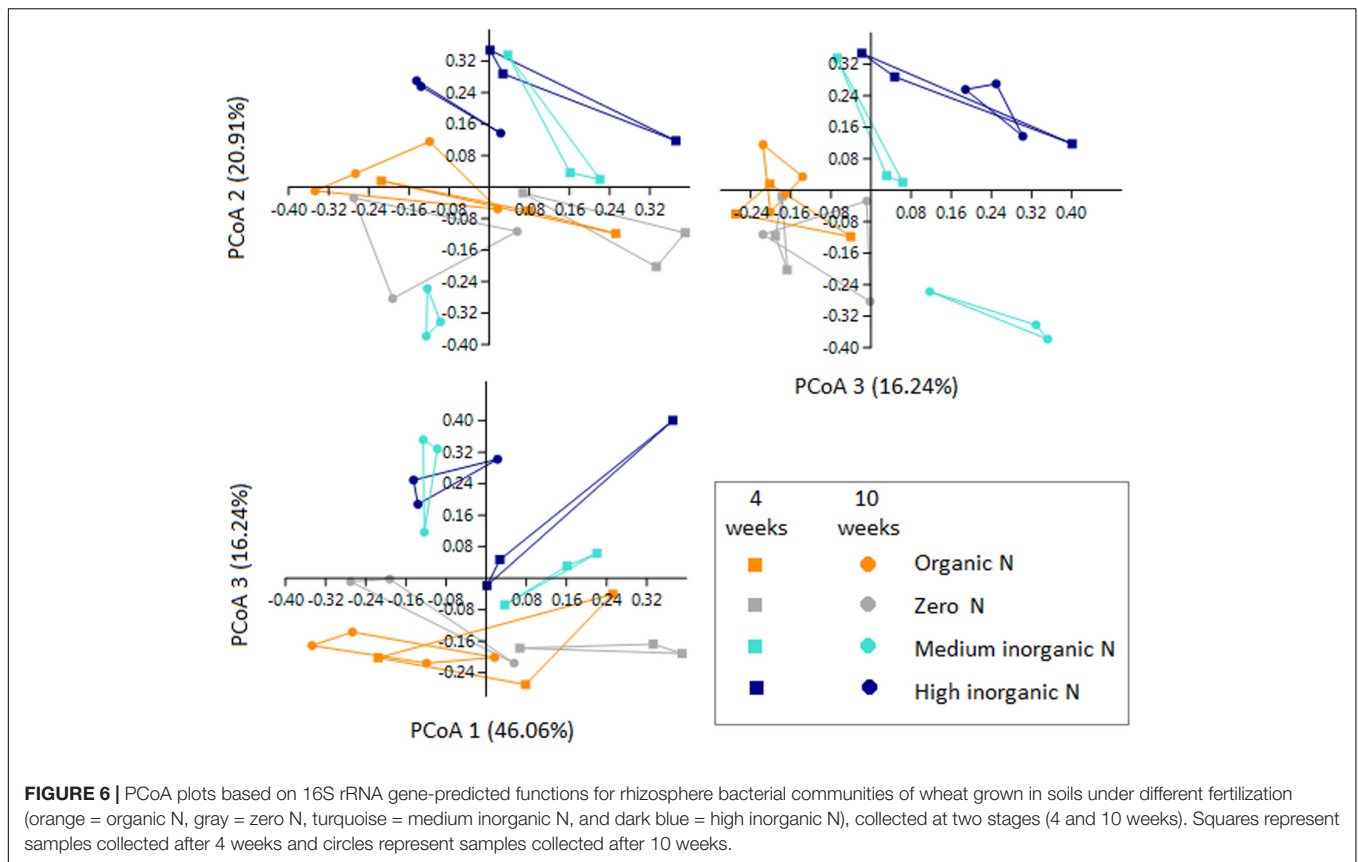 PCoA 2 (20.91%)
0.32
0.24
0.16
0.08
-0.40 -0.32 -0.24 -0.16 -0.08 0.08 0.16 0.24 0.32
-0.08
-0.16
-0.24
-0.32
-0.40
0.32
0.24
0.16
0.08
-0.24 -0.16 -0.08 0.08 0.16 0.24 0.32 0.40
-0.08
-0.16
-0.24
-0.32
-0.40
PCoA 3 (16.24%)
PCoA 3 (16.24%)
0.40
0.32
0.24
0.16
0.08
-0.40 -0.32 -0.24 -0.16 -0.08 0.08 0.16 0.24 0.32
-0.08
-0.16
-0.24
PCoA 1 (46.06%)
4 weeks
10 weeks
Organic N
Zero N
Medium inorganic N
High inorganic N
FIGURE 6 | PCoA plots based on 16S rRNA gene-predicted functions for rhizosphere bacterial communities of wheat grown in soils under different fertilization
(orange = organic N, gray = zero N, turquoise = medium inorganic N, and dark blue = high inorganic N), collected at two stages (4 and 10 weeks). Squares represent
samples collected after 4 weeks and circles represent samples collected after 10 weeks.